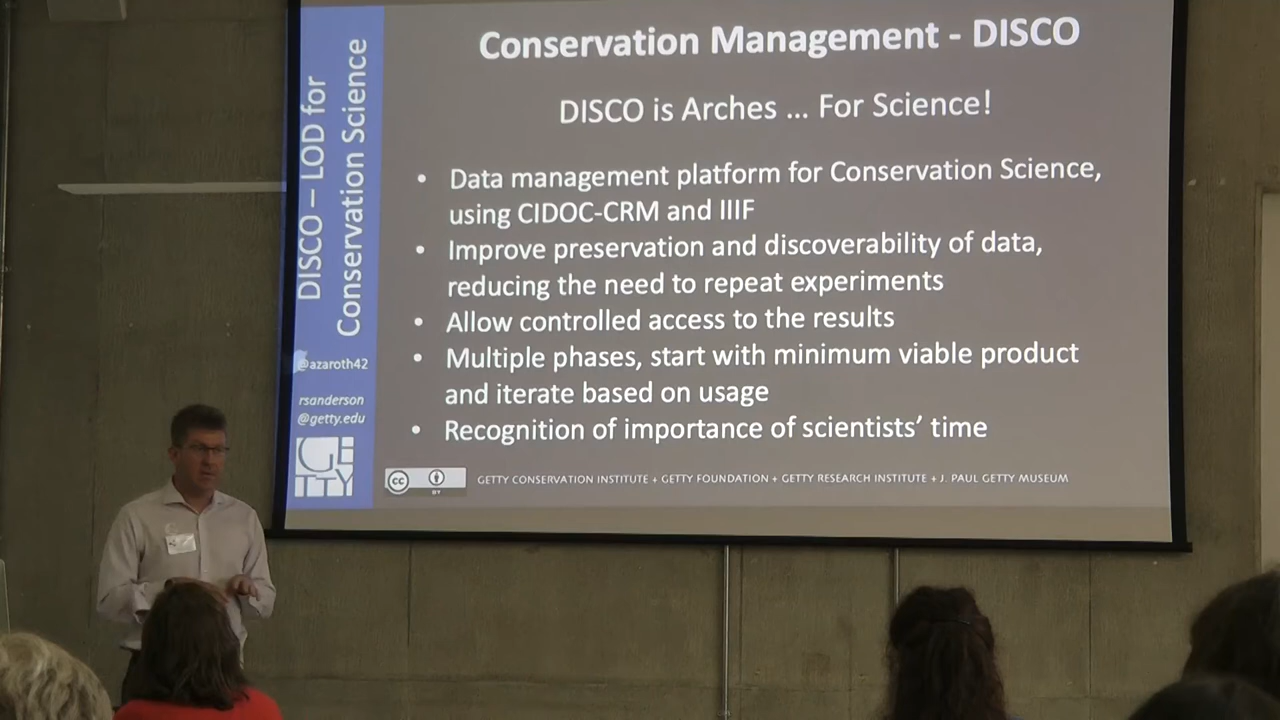 Conservation Management - DISCO
DISCO is Arches ... For Science!
• Data management platform for Conservation Science,
using CIDOC-CRM and IIIF
• Improve preservation and discoverability of data,
reducing the need to repeat experiments
• Allow controlled access to the results
• Multiple phases, start with minimum viable product
and iterate based on usage
• Recognition of importance of scientists' time
DISCO – LOD for
Conservation Science
@azaroth42
rsanderson
@getty.edu
GETTY
cc
BY
GETTY CONSERVATION INSTITUTE + GETTY FOUNDATION + GETTY RESEARCH INSTITUTE + J. PAUL GETTY MUSEUM